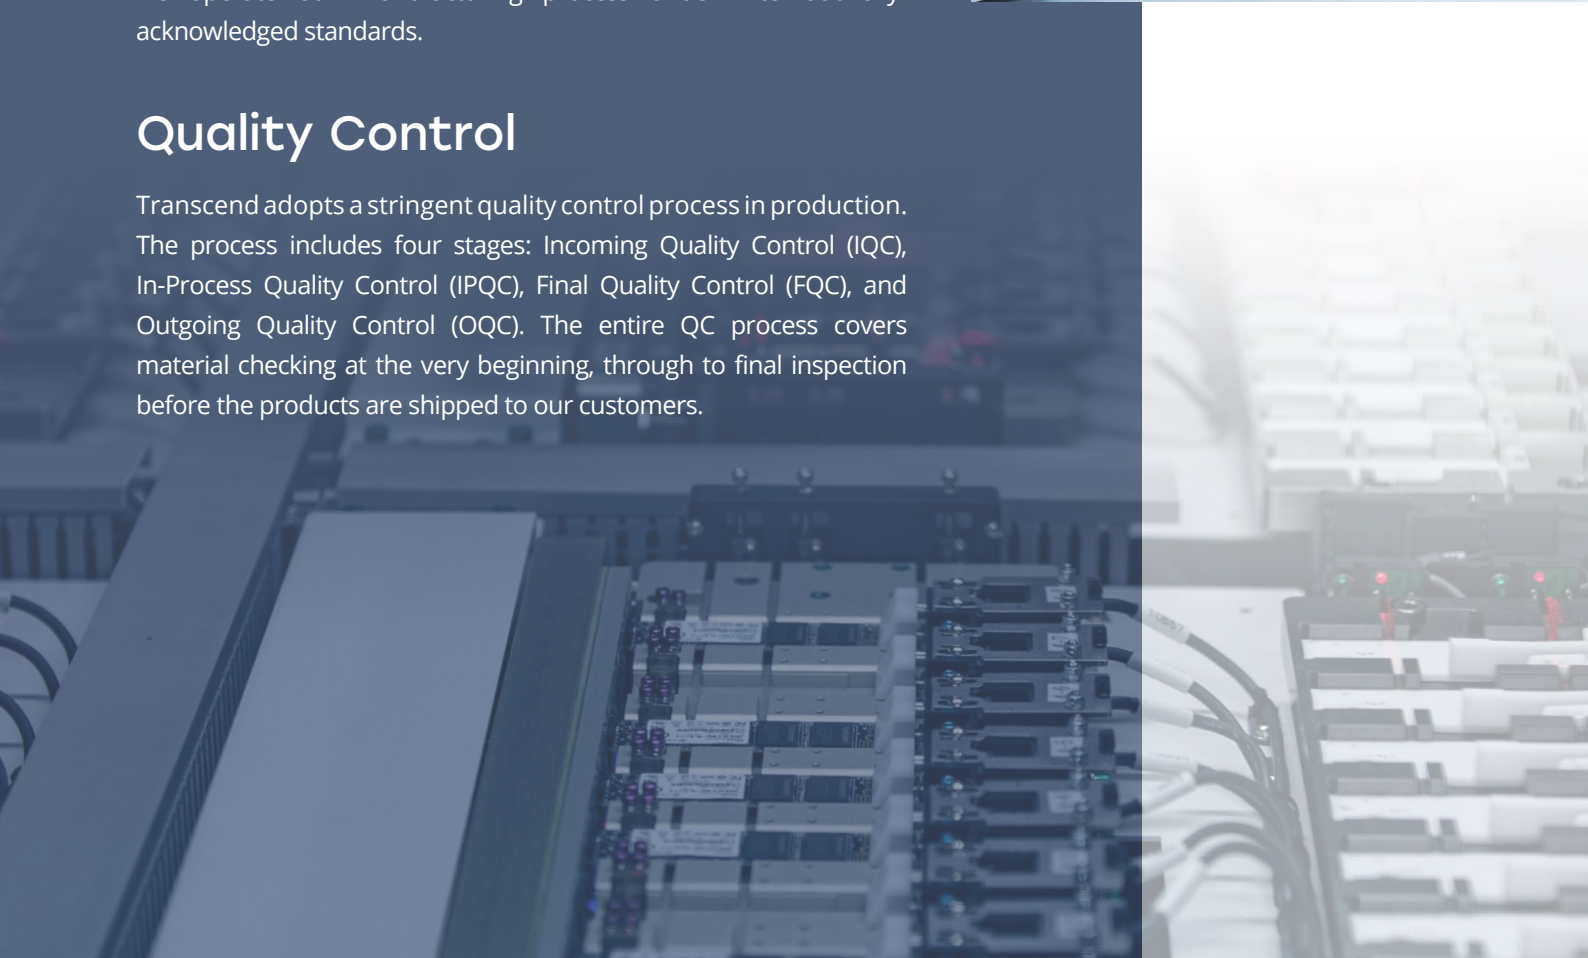 acknowledged standards.
Quality Control
Transcend adopts a stringent quality control process in production.
The process includes four stages: Incoming Quality Control (IQC),
In-Process Quality Control (IPQC), Final Quality Control (FQC), and
Outgoing Quality Control (OQC). The entire QC process covers
material checking at the very beginning, through to final inspection
before the products are shipped to our customers.